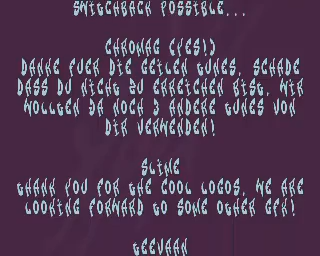 SWITCHBACK POSSIBLE...
CHROMAG (YES!)
DANKE FUER DIE GEILEN TUNES. SCHADE
DASS DU NICHT ZU ERREICHEN BIST. WIR
WOLLEN JA NOCH 3 ANDERE TUNES VON
DIR VERWENDEN!
SLIME
THANK YOU FOR THE COOL LOGOS. WE ARE
LOOKING FORWARD TO SOME OTHER GFX!
TEEVAAN